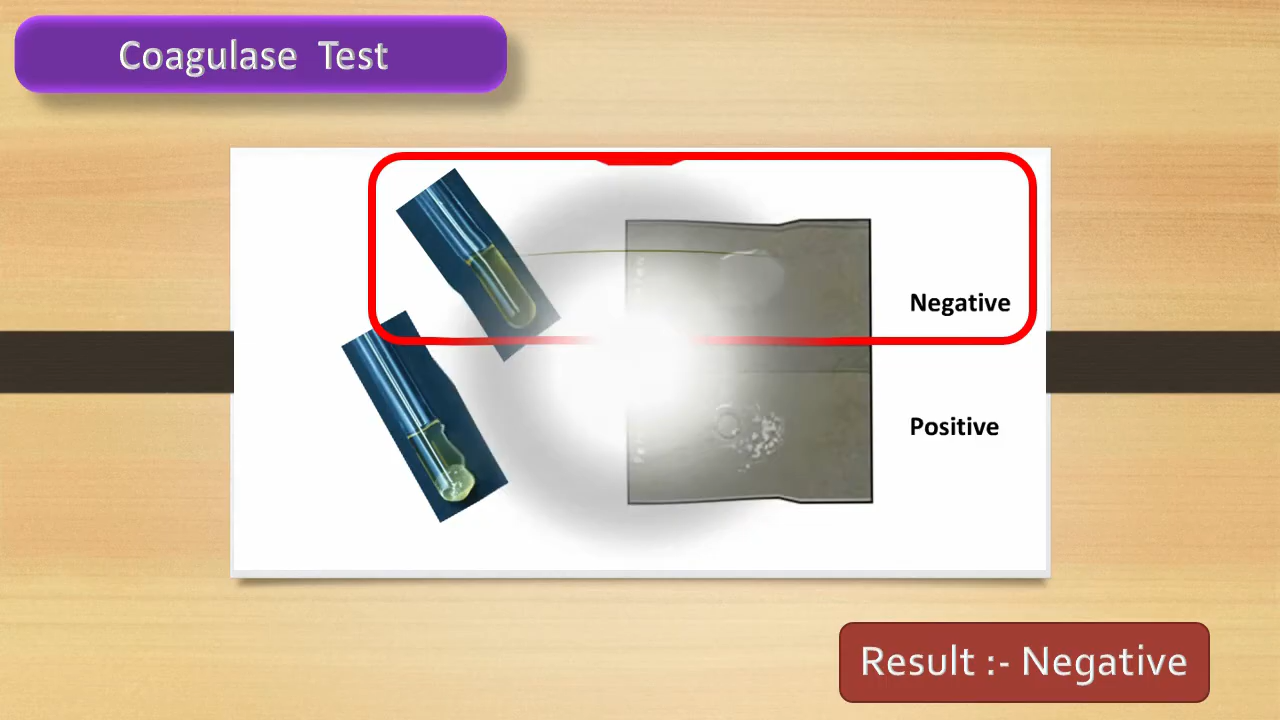 Coagulase Test
Negative
Positive
Result :- Negative